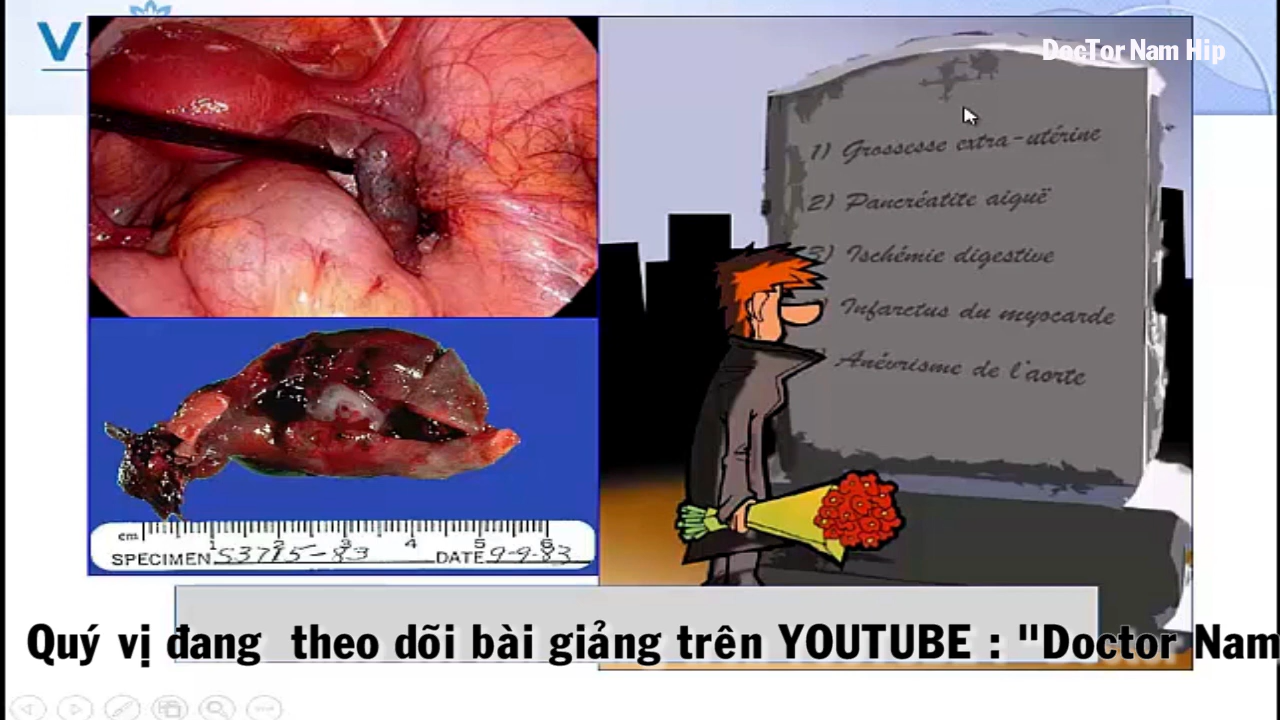 V
DocTor Nam Hip
1) Grossesse extra-utérine
2) Pancréatite aiguë
3) Ischémie digestive
Infarctus du myocarde
Anévrisme de l'aorte
cm 1 2 3 4 5 6
SPECIMEN S3715-83 DATE 9-9-83
Quý vị đang theo dõi bài giảng trên YOUTUBE : "Doctor Nam